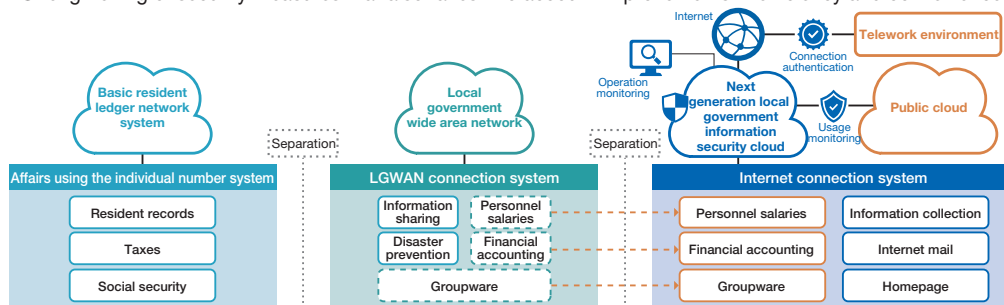 Internet
Telework environment
Connection
authentication
Operation
monitoring
Basic resident
ledger network
system
Local
government
wide area network
Next
generation local
government
information
security cloud
Usage
monitoring
Public cloud
Separation
Separation
Affairs using the individual number system
LGWAN connection system
Internet connection system
Resident records
Taxes
Social security
Information
sharing
Personnel
salaries
Disaster
prevention
Financial
accounting
Groupware
Personnel salaries
Information collection
Financial accounting
Internet mail
Groupware
Homepage